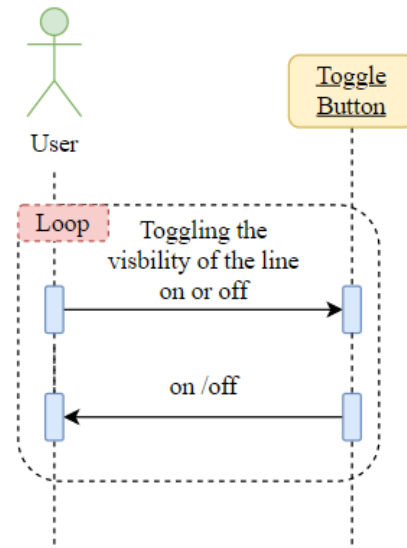 Toggle
Button
User
Loop
Toggling the
visbility of the line
on or off
on /off